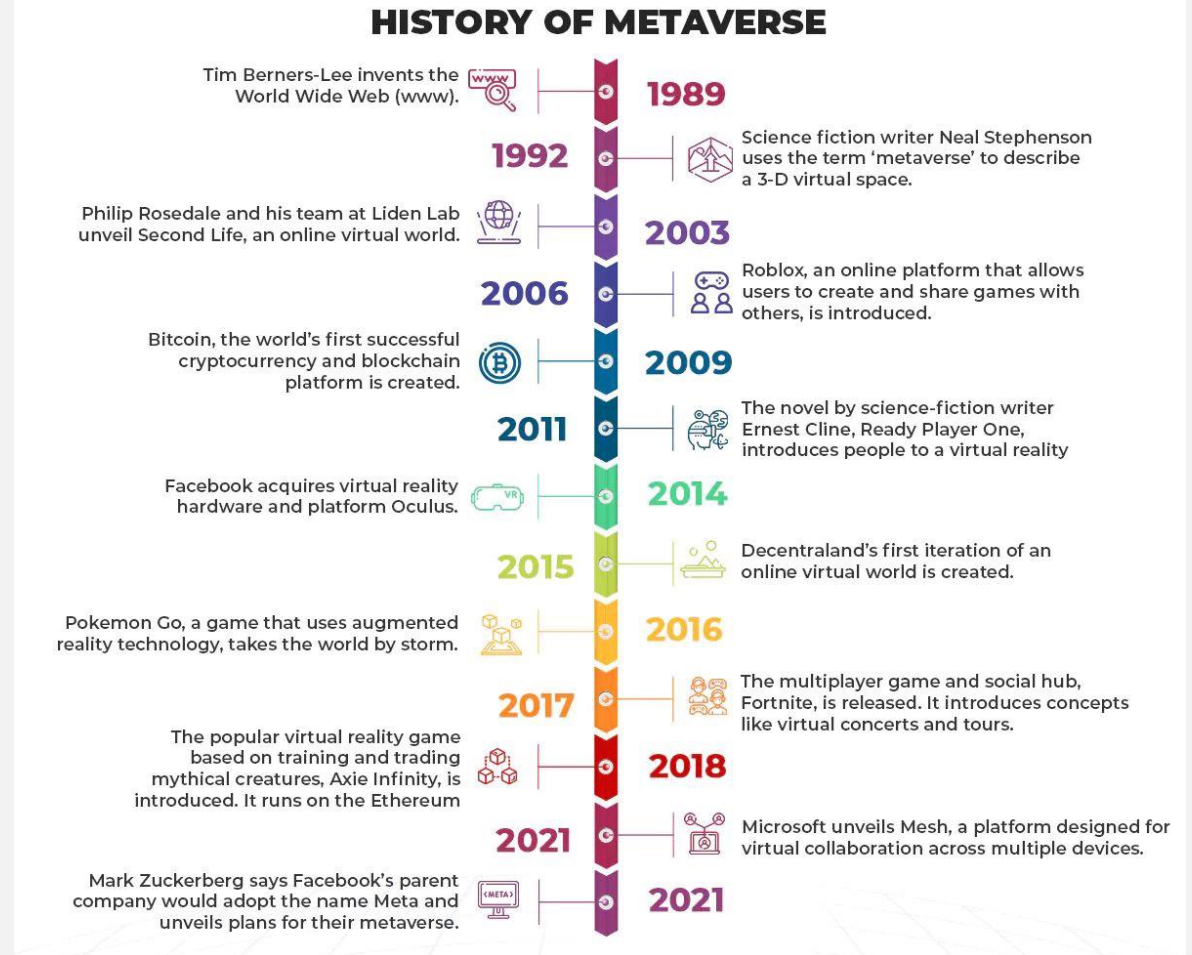 HISTORY OF METAVERSE
Tim Berners-Lee invents the
World Wide Web (www).
www
1989
1992
Science fiction writer Neal Stephenson
uses the term ‘metaverse’ to describe
a 3-D virtual space.
Philip Rosedale and his team at Liden Lab
unveil Second Life, an online virtual world.
2003
2006
Roblox, an online platform that allows
users to create and share games with
others, is introduced.
Bitcoin, the world’s first successful
cryptocurrency and blockchain
platform is created.
2009
2011
The novel by science-fiction writer
Ernest Cline, Ready Player One,
introduces people to a virtual reality
Facebook acquires virtual reality
hardware and platform Oculus.
VR
2014
2015
Decentraland’s first iteration of an
online virtual world is created.
Pokemon Go, a game that uses augmented
reality technology, takes the world by storm.
2016
2017
The multiplayer game and social hub,
Fortnite, is released. It introduces concepts
like virtual concerts and tours.
The popular virtual reality game
based on training and trading
mythical creatures, Axie Infinity, is
introduced. It runs on the Ethereum
2018
2021
Microsoft unveils Mesh, a platform designed for
virtual collaboration across multiple devices.
Mark Zuckerberg says Facebook’s parent
company would adopt the name Meta and
unveils plans for their metaverse.
<META>
2021